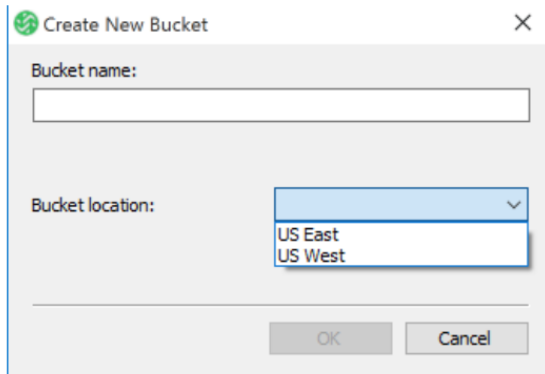 Create New Bucket
Bucket name:
Bucket location:
US East
US West
OK
Cancel